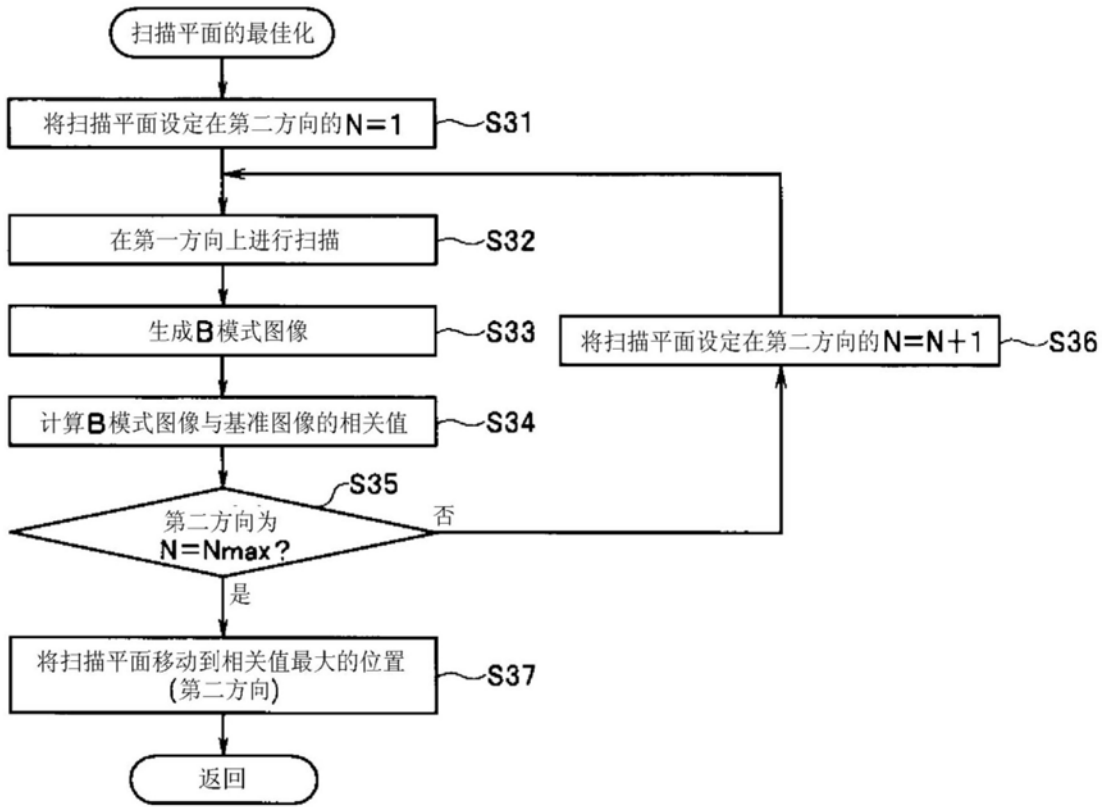 扫描平面的最佳化
将扫描平面设定在第二方向的N=1
S31
在第一方向上进行扫描
S32
生成B模式图像
S33
将扫描平面设定在第二方向的N=N+1
S36
计算B模式图像与基准图像的相关值
S34
S35
第二方向为
N=Nmax?
否
是
将扫描平面移动到相关值最大的位置
(第二方向)
S37
返回